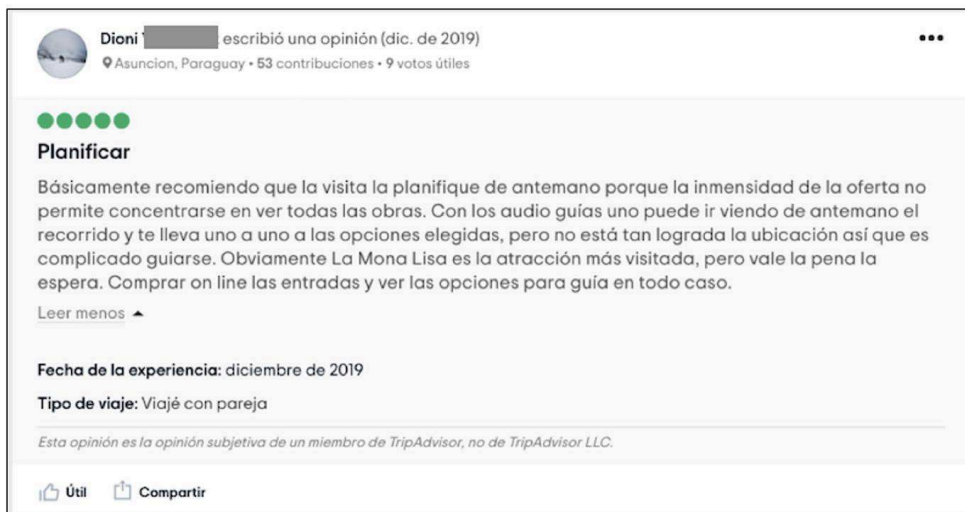 Dioni escribió una opinión (dic. de 2019)
Asuncion, Paraguay • 53 contribuciones • 9 votos útiles
Planificar
Básicamente recomiendo que la visita la planifique de antemano porque la inmensidad de la oferta no
permite concentrarse en ver todas las obras. Con los audio guías uno puede ir viendo de antemano el
recorrido y te lleva uno a uno a las opciones elegidas, pero no está tan lograda la ubicación así que es
complicado guiarse. Obviamente La Mona Lisa es la atracción más visitada, pero vale la pena la
espera. Comprar on line las entradas y ver las opciones para guía en todo caso.
Leer menos
Fecha de la experiencia: diciembre de 2019
Tipo de viaje: Viajé con pareja
Esta opinión es la opinión subjetiva de un miembro de TripAdvisor, no de TripAdvisor LLC.
Útil Compartir